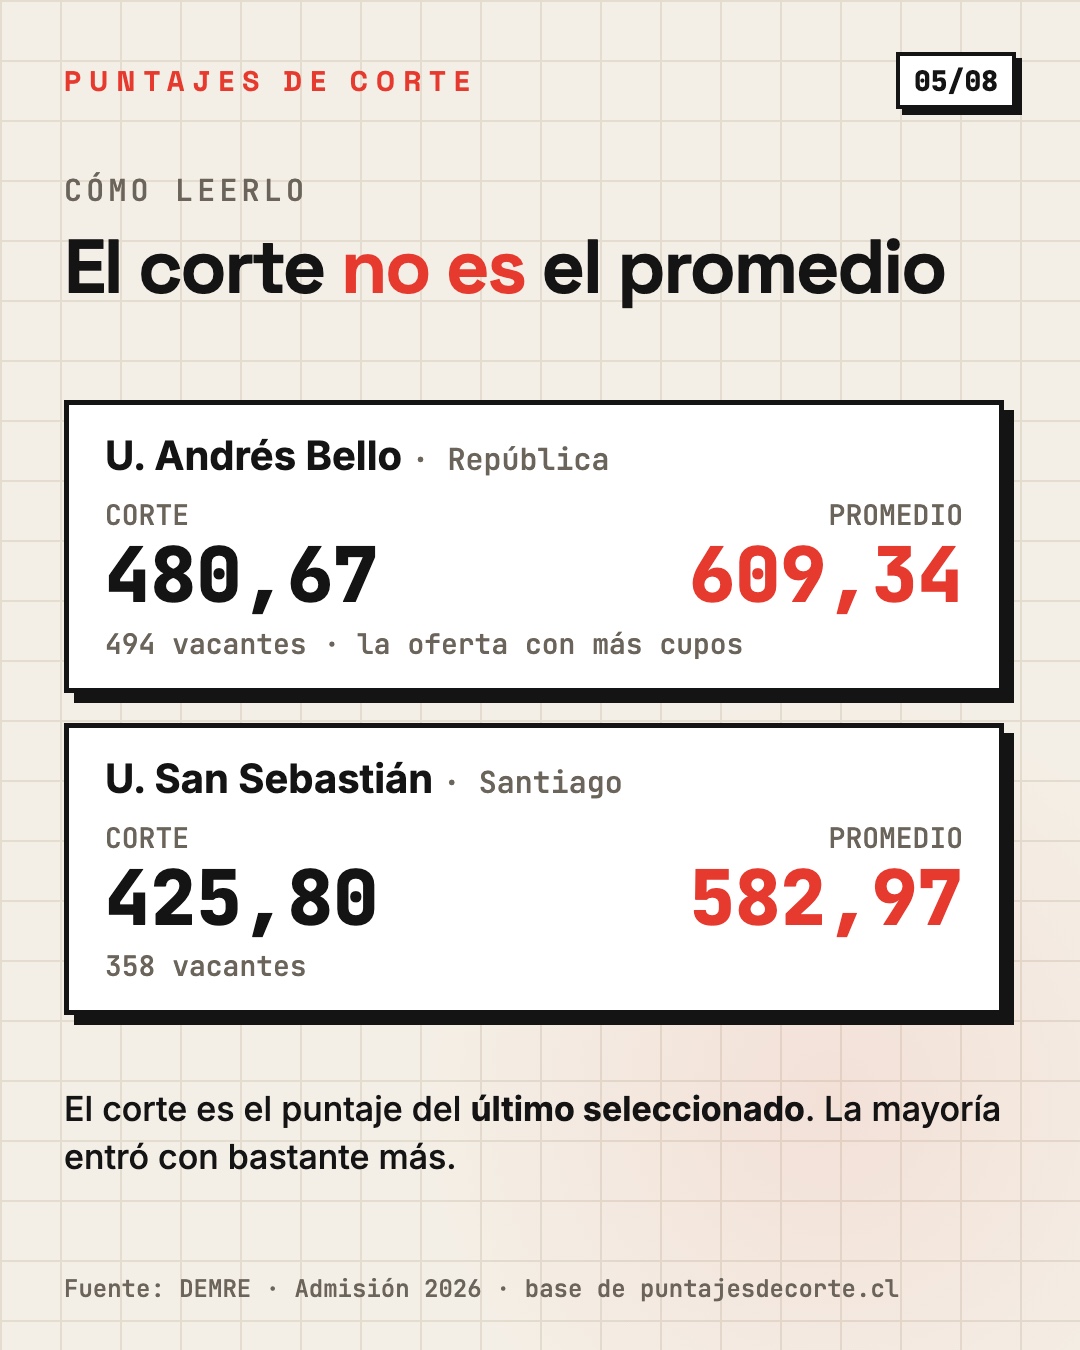 PUNTAJES DE CORTE
05/08
CÓMO LEERLO
El corte no es el promedio
U. Andrés Bello · República
CORTE PROMEDIO
480,67 609,34
494 vacantes · la oferta con más cupos
U. San Sebastián · Santiago
CORTE PROMEDIO
425,80 582,97
358 vacantes
El corte es el puntaje del último seleccionado. La mayoría
entró con bastante más.
Fuente: DEMRE · Admisión 2026 · base de puntajesdecorte.cl